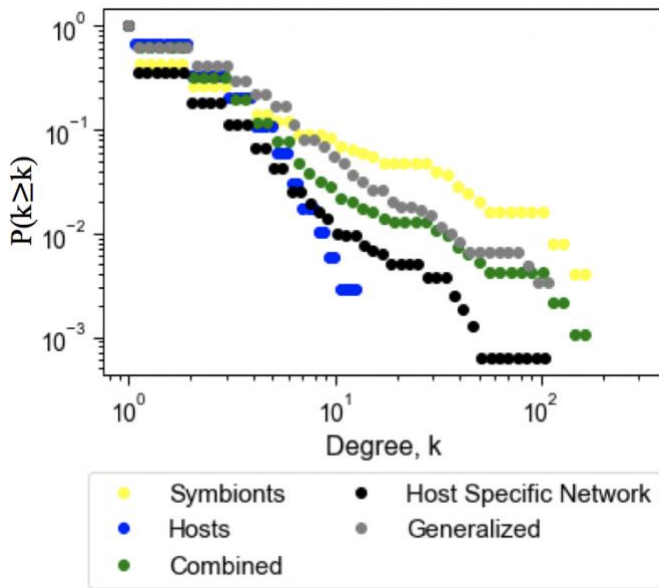 10⁰
10⁻¹
10⁻²
10⁻³
P(k≥k)
10⁰ 10¹ 10²
Degree, k
Symbionts Host Specific Network
Hosts Generalized
Combined